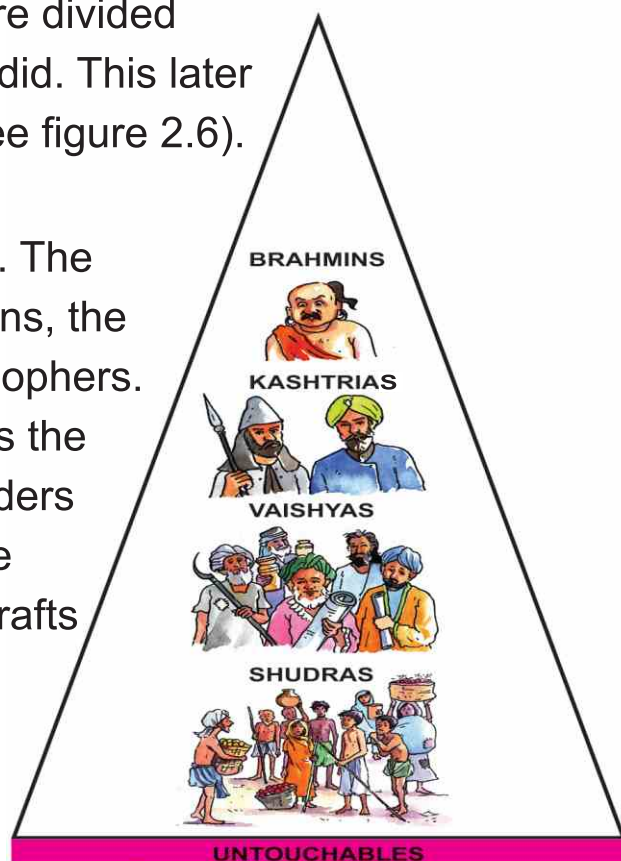 re divided
did. This later
ee figure 2.6).
. The
ns, the
ophers.
s the
ders
e
rafts
BRAHMINS
KASHTRIAS
VAISHYAS
SHUDRAS
UNTOUCHABLES